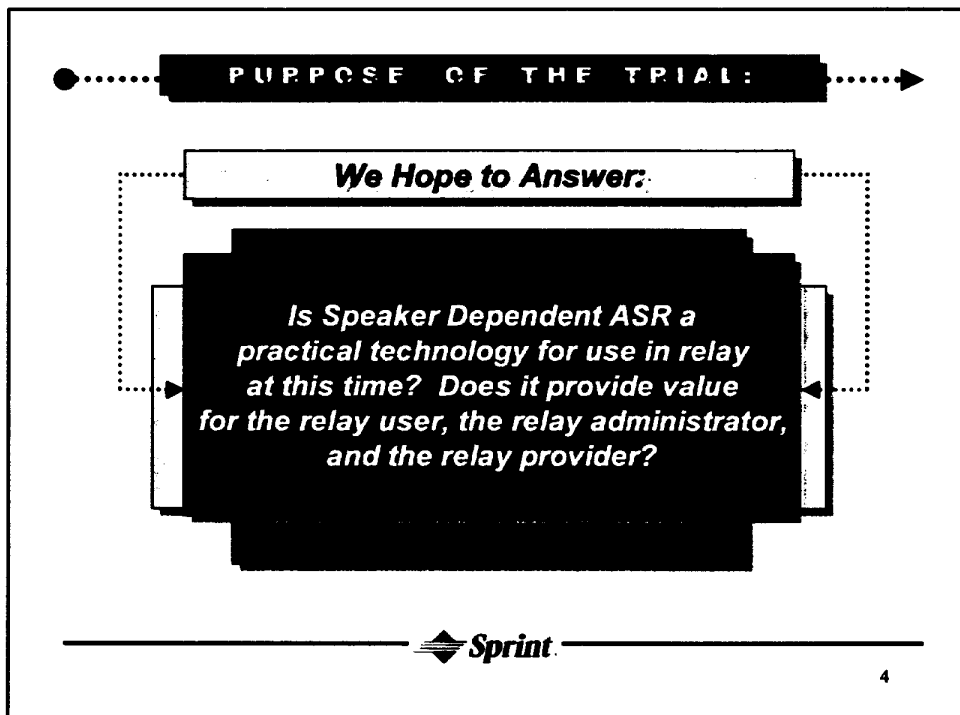 PURPOSE OF THE TRIAL:
We Hope to Answer:
Is Speaker Dependent ASR a
practical technology for use in relay
at this time? Does it provide value
for the relay user, the relay administrator,
and the relay provider?
Sprint
4